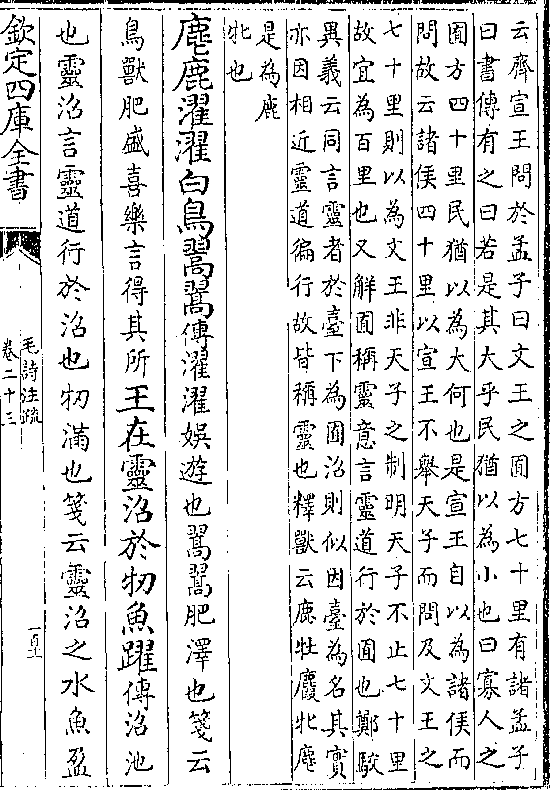 云齊宣王問於孟子曰文王之囿方七十里有諸孟子
曰書傳有之曰若是其大乎民猶以為小也曰寡人之
囿方四十里民猶以為大何也是宣王自以為諸侯而
問故云諸侯四十里以宣王不舉天子而問及文王之
七十里則以為文王非天子之制明天子不止七十里
故宜為百里也又解囿稱靈意言靈道行於囿也鄭駮
異義云同言靈者於臺下為囿沼則似因臺為名其實
亦因相近靈道徧行故皆稱靈也釋獸云鹿牡麚牝麀
是為鹿
牝也
麀鹿濯濯白鳥翯翯傳濯濯娛遊也翯翯肥澤也箋云
鳥獸肥盛喜樂言得其所王在靈沼於牣魚躍傳沼池
也靈沼言靈道行於沼也牣滿也箋云靈沼之水魚盈
欽定四庫全書
毛詩注疏
卷二十三